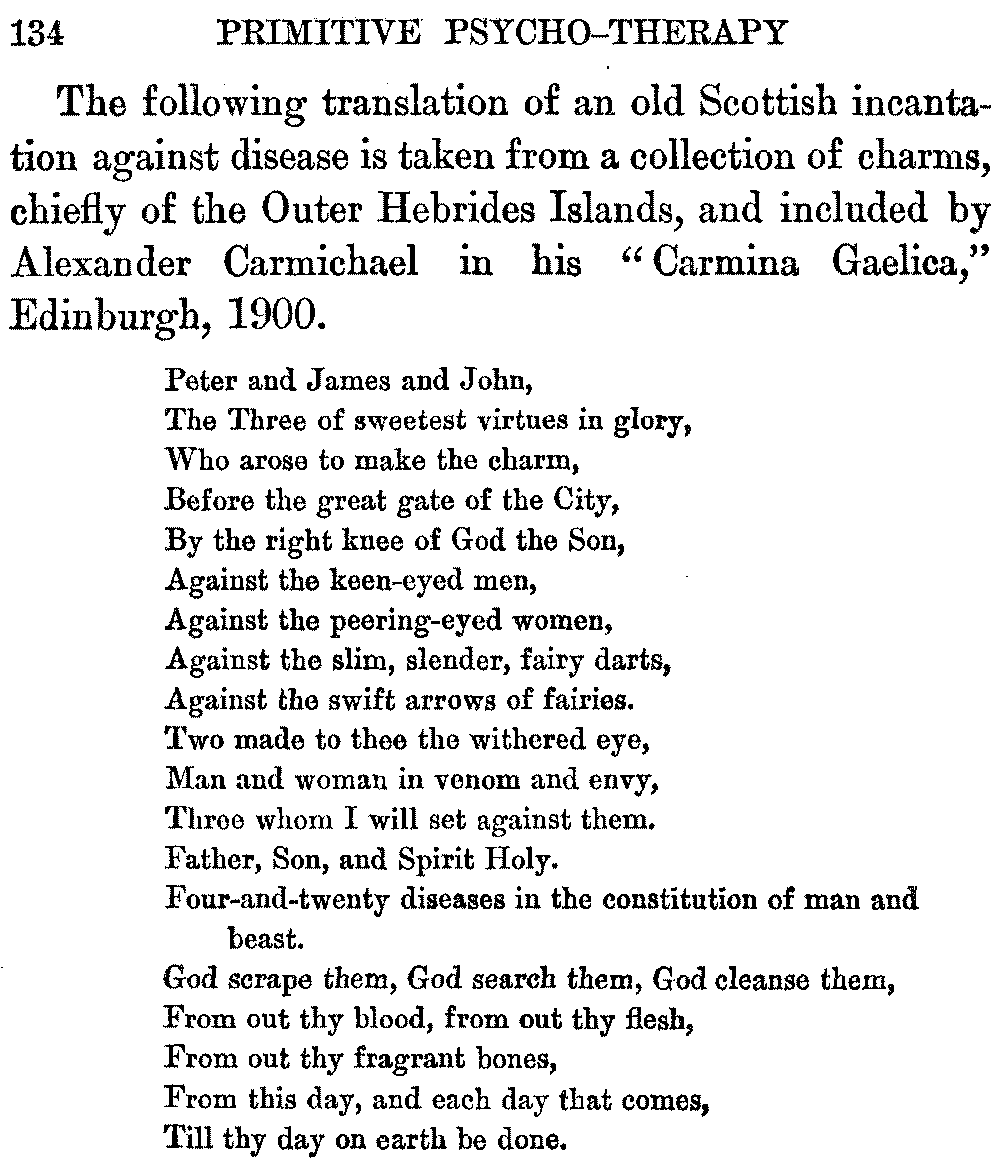 134 PRIMITIVE PSYCHO-THERAPY
The following translation of an old Scottish incanta-
tion against disease is taken from a collection of charms,
chiefly of the Outer Hebrides Islands, and included by
Alexander Carmichael in his “Carmina Gaelica,”
Edinburgh, 1900.
Peter and James and John,
The Three of sweetest virtues in glory,
Who arose to make the charm,
Before the great gate of the City,
By the right knee of God the Son,
Against the keen-eyed men,
Against the peering-eyed women,
Against the slim, slender, fairy darts,
Against the swift arrows of fairies.
Two made to thee the withered eye,
Man and woman in venom and envy,
Three whom I will set against them.
Father, Son, and Spirit Holy.
Four-and-twenty diseases in the constitution of man and
beast.
God scrape them, God search them, God cleanse them,
From out thy blood, from out thy flesh,
From out thy fragrant bones,
From this day, and each day that comes,
Till thy day on earth be done.